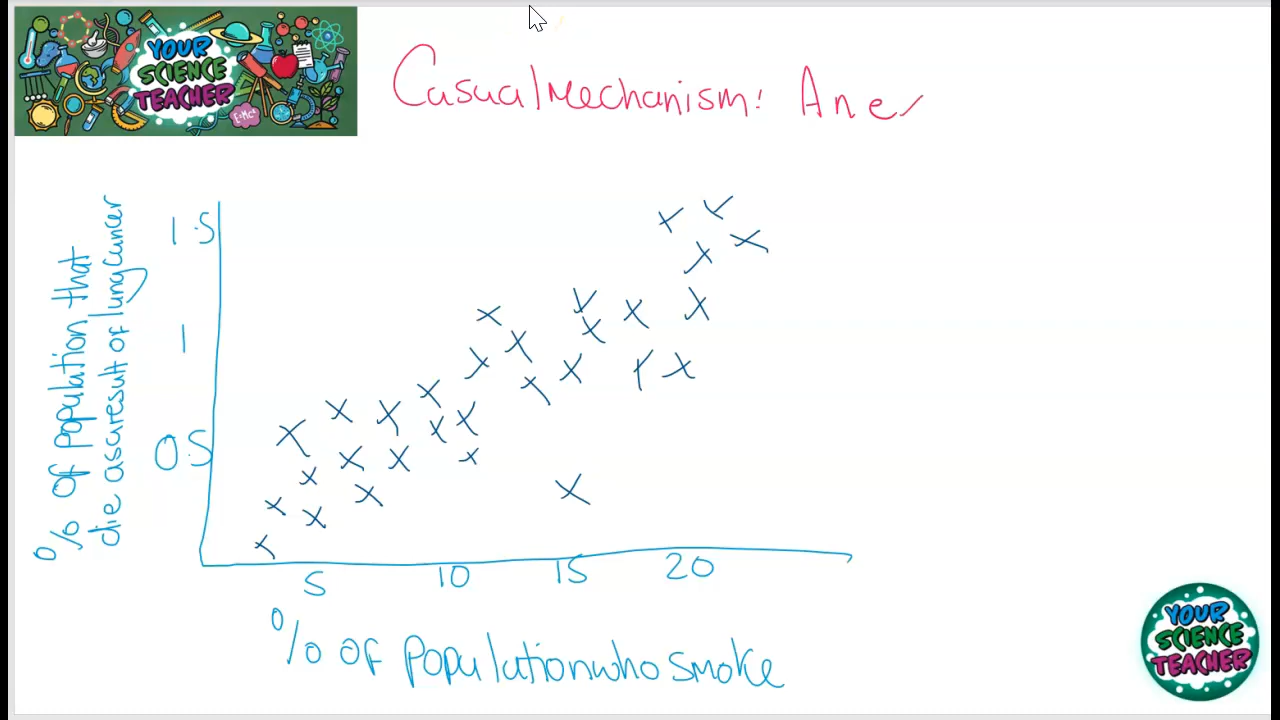 YOUR
SCIENCE
TEACHER
E=MC²
Casual Mechanism: An e
% of population that
die as a result of lung cancer
1.5
1
0.5
5 10 15 20
% of population who smoke
YOUR
SCIENCE
TEACHER